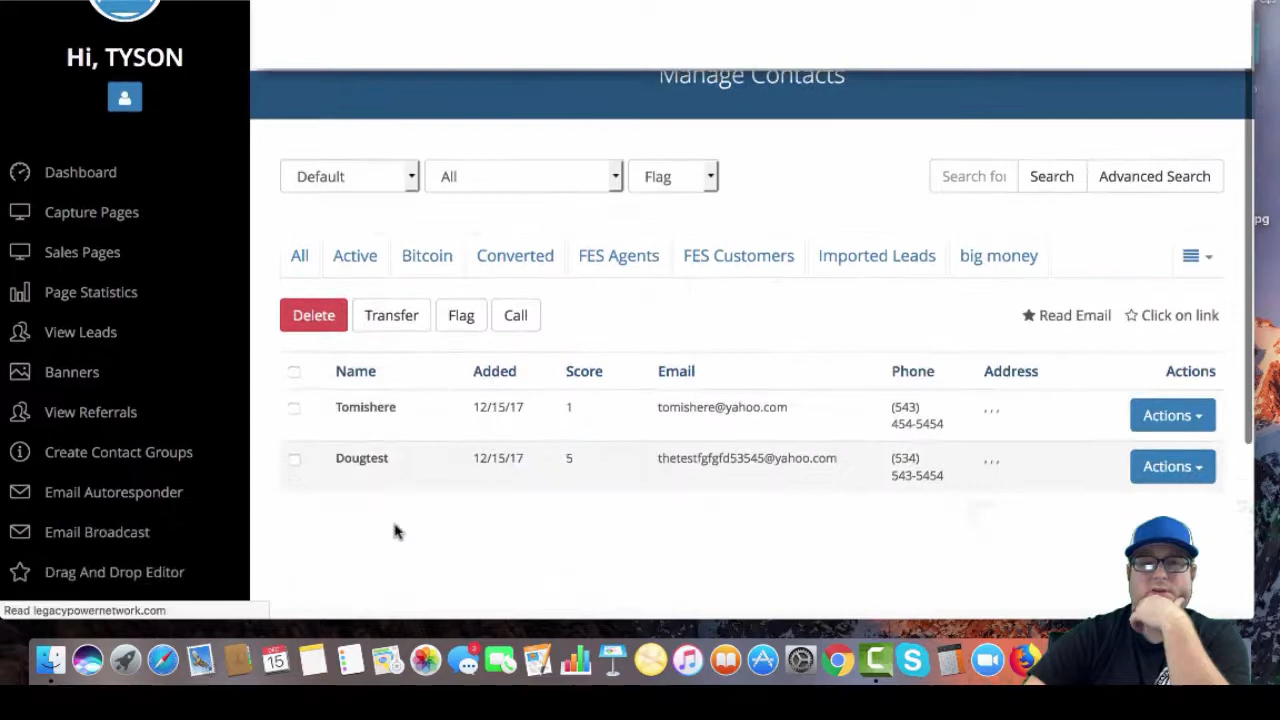 Hi, TYSON
Dashboard
Capture Pages
Sales Pages
Page Statistics
View Leads
Banners
View Referrals
Create Contact Groups
Email Autoresponder
Email Broadcast
Drag And Drop Editor
Read legacypowernetwork.com
Manage Contacts
Default All Flag Search Advanced Search
All Active Bitcoin Converted FES Agents FES Customers Imported Leads big money
Delete Transfer Flag Call Read Email Click on link
Name Added Score Email Phone Address Actions
Tomishere 12/15/17 1 tomishere@yahoo.com (543) , , , Actions
454-5454
Dougtest 12/15/17 5 thetestfgfgfd53545@yahoo.com (534) , , , Actions
543-5454
15